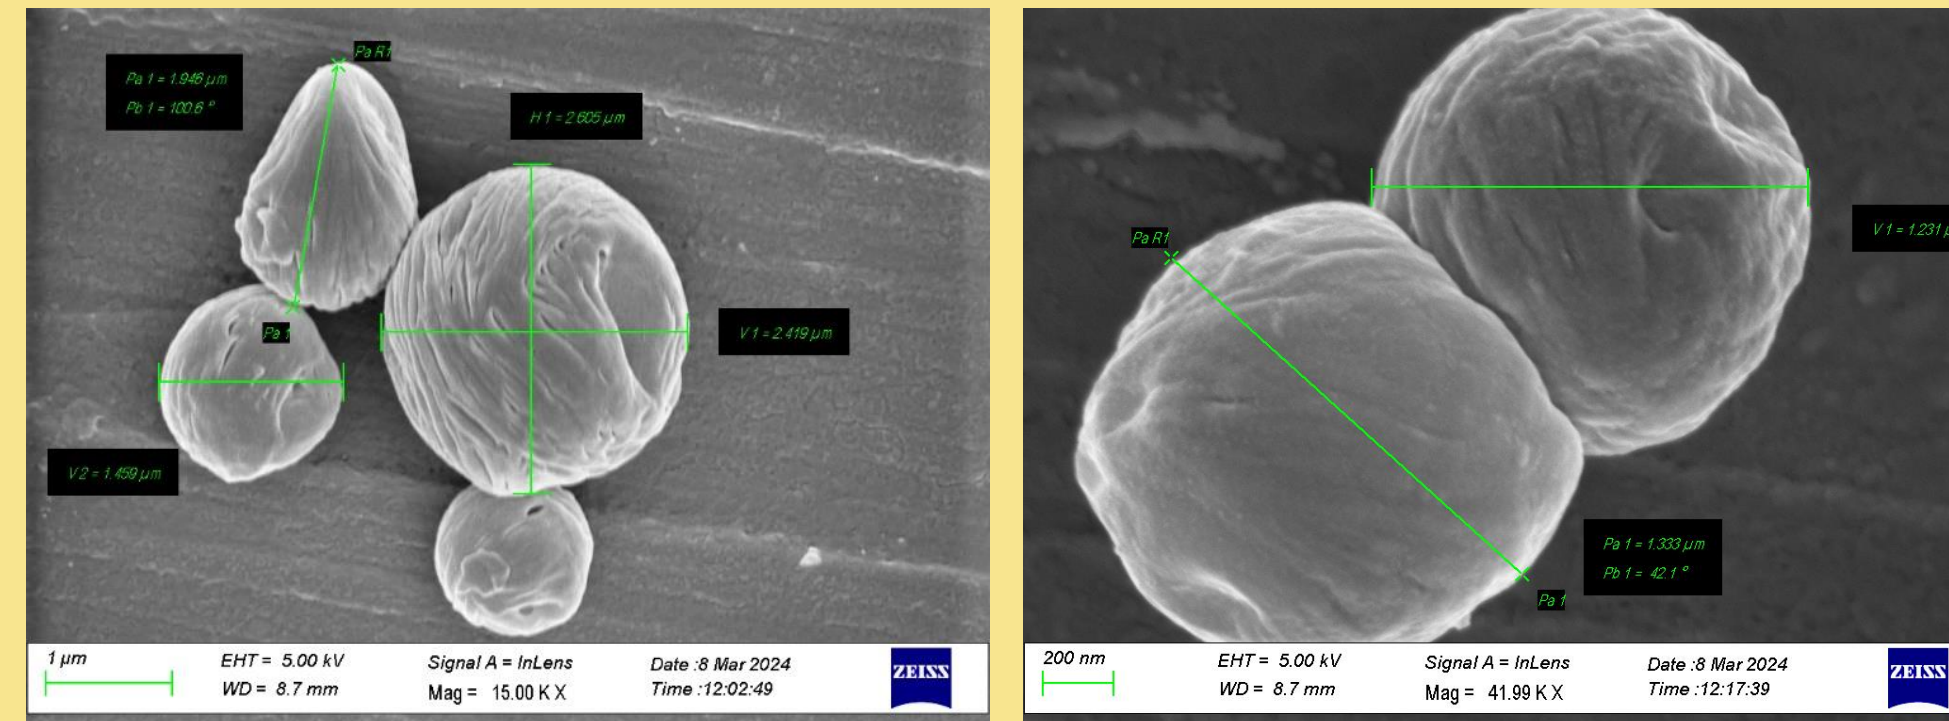 Pa R1
Pa 1 = 1.946 µm
Pb 1 = 100.6 °
H 1 = 2.605 µm
V 1 = 2.419 µm
Pa 1
V 2 = 1.459 µm
1 µm
EHT = 5.00 kV
WD = 8.7 mm
Signal A = InLens
Mag = 15.00 K X
Date :8 Mar 2024
Time :12:02:49
ZEISS
Pa R1
V 1 = 1.231 µ
Pa 1 = 1.333 µm
Pb 1 = 42.1 °
Pa 1
200 nm
EHT = 5.00 kV
WD = 8.7 mm
Signal A = InLens
Mag = 41.99 K X
Date :8 Mar 2024
Time :12:17:39
ZEISS